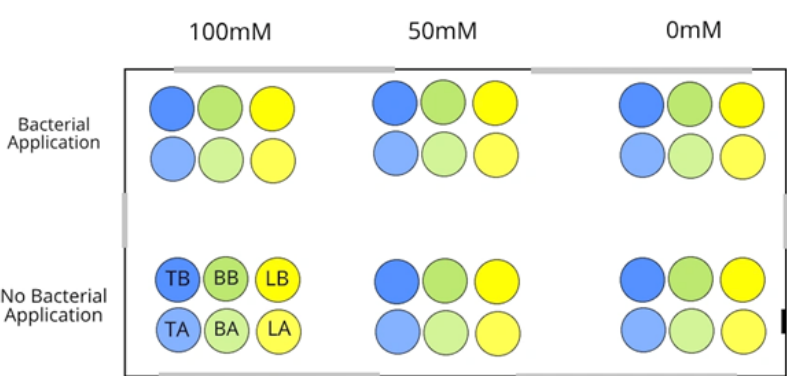 100mM 50mM 0mM
Bacterial
Application
No Bacterial
Application
TB BB LB
TA BA LA